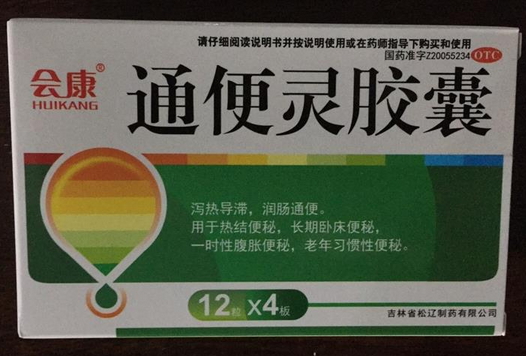 请仔细阅读说明书并按说明使用或在药师指导下购买和使用
国药准字Z20055234 OTC
会康®
HUIKANG
通便灵胶囊
泻热导滞，润肠通便。
用于热结便秘，长期卧床便秘，
一时性腹胀便秘，老年习惯性便秘。
12粒X4板
吉林省松辽制药有限公司